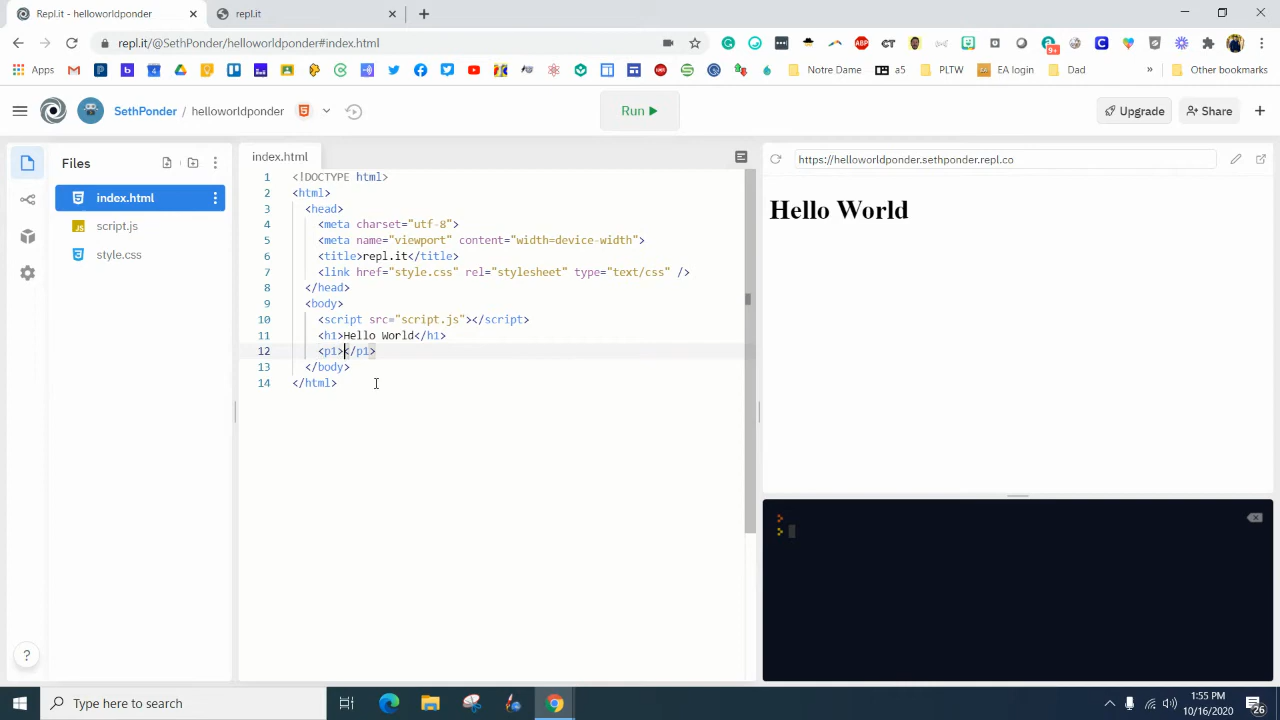 Repl.it - helloworldponder
repl.it
repl.it/@SethPonder/helloworldponder#index.html
Apps
Notre Dame
a5
PLTW
EA login
Dad
Other bookmarks
SethPonder / helloworldponder
Run
Upgrade
Share
Files
index.html
script.js
style.css
index.html
1 <!DOCTYPE html>
2 <html>
3 <head>
4 <meta charset="utf-8">
5 <meta name="viewport" content="width=device-width">
6 <title>repl.it</title>
7 <link href="style.css" rel="stylesheet" type="text/css" />
8 </head>
9 <body>
10 <script src="script.js"></script>
11 <h1>Hello World</h1>
12 <p1></p1>
13 </body>
14 </html>
https://helloworldponder.sethponder.repl.co
Hello World
Type here to search
1:55 PM
10/16/2020
26